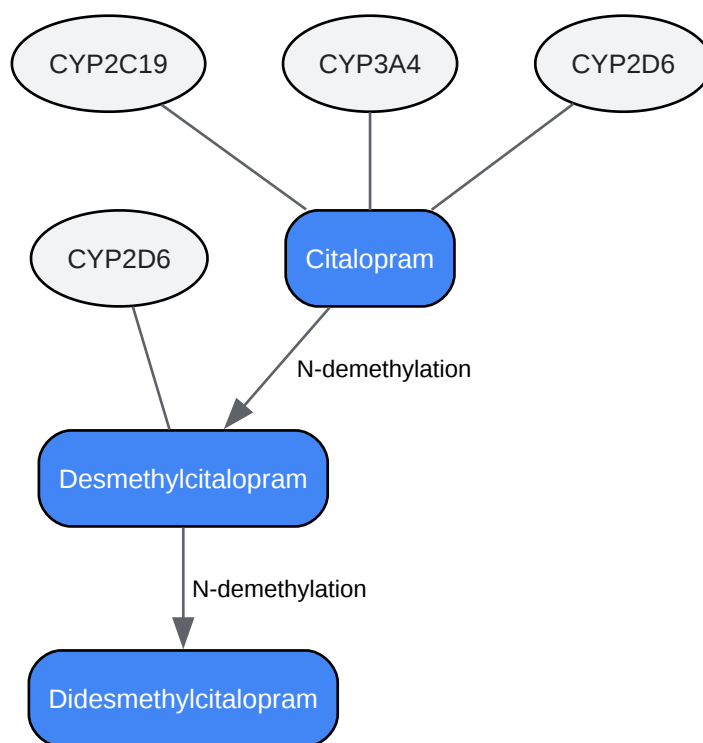 CYP2C19
CYP3A4
CYP2D6
CYP2D6
Citalopram
N-demethylation
Desmethylcitalopram
N-demethylation
Didesmethylcitalopram